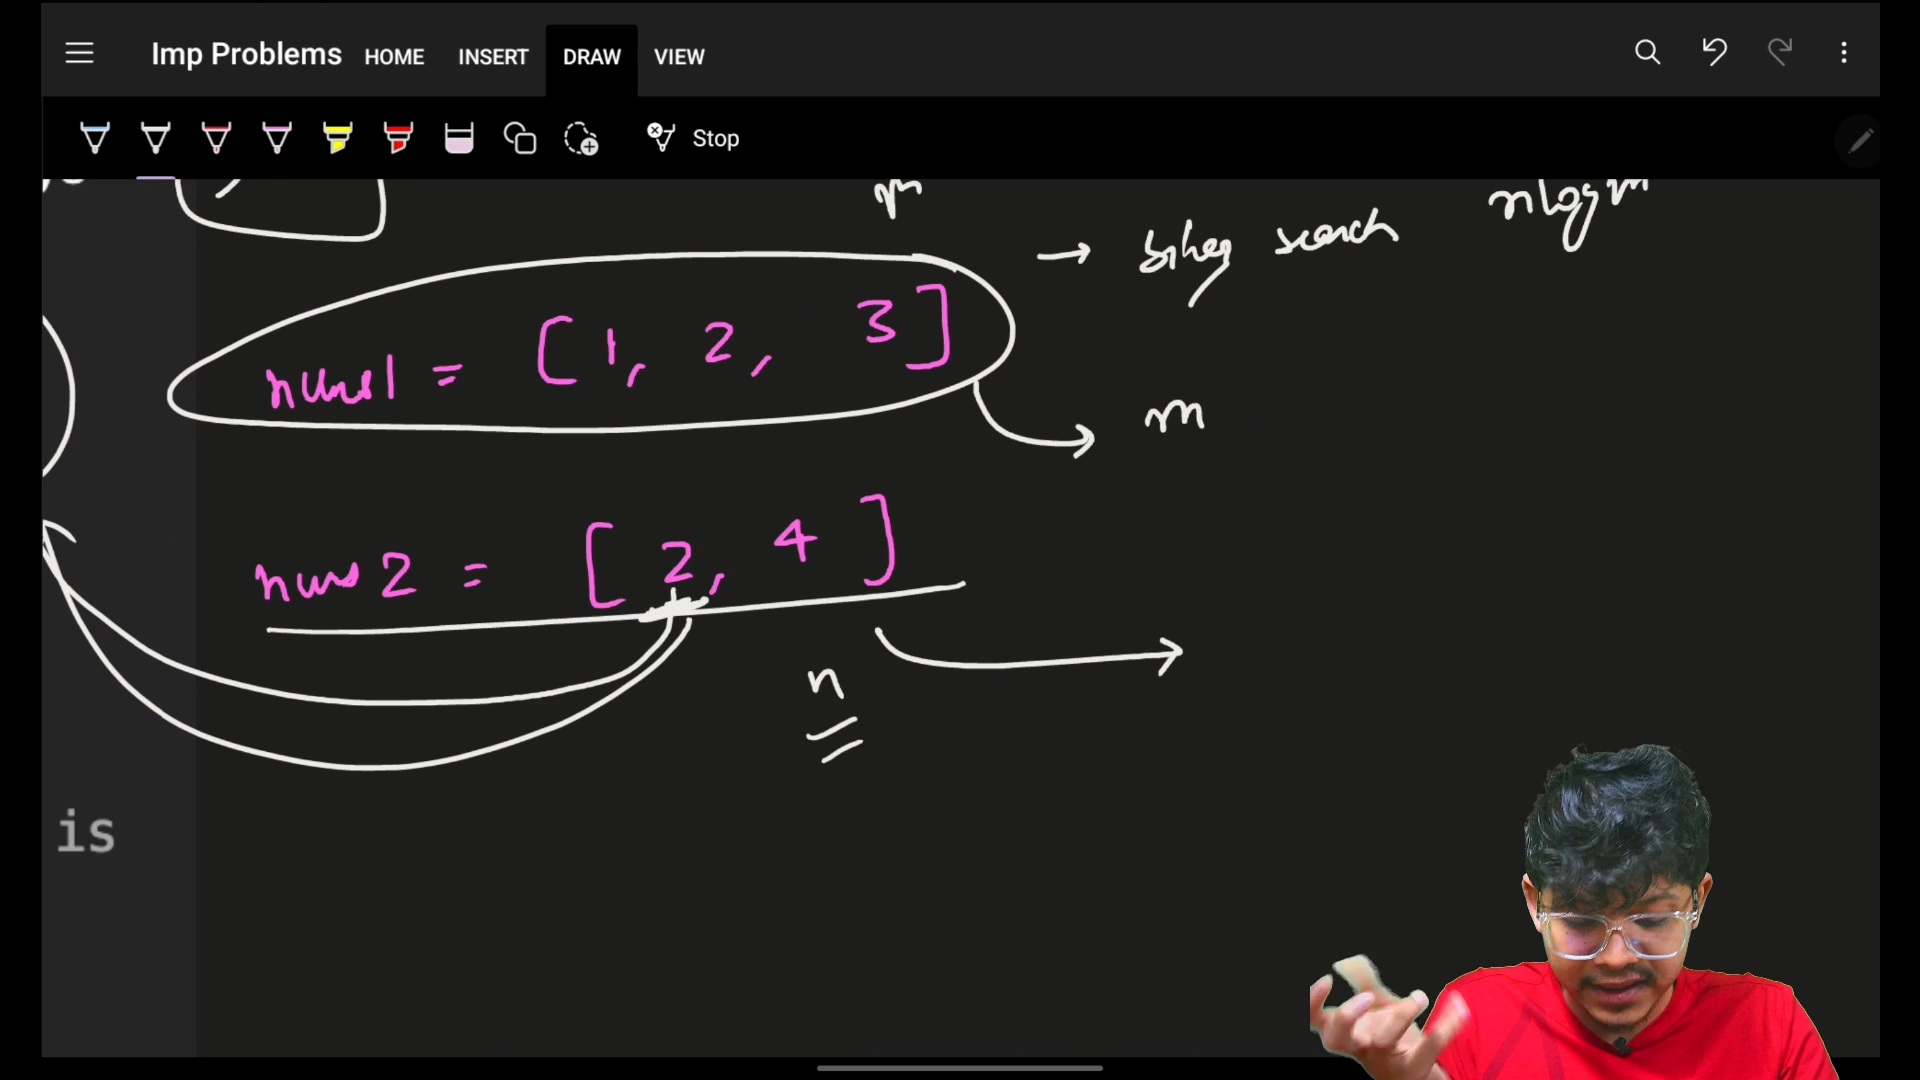 Imp Problems HOME INSERT DRAW VIEW
Stop
m
→ binary search
nlogm
nums1 = [1, 2, 3]
m
nums2 = [2, 4]
n
is